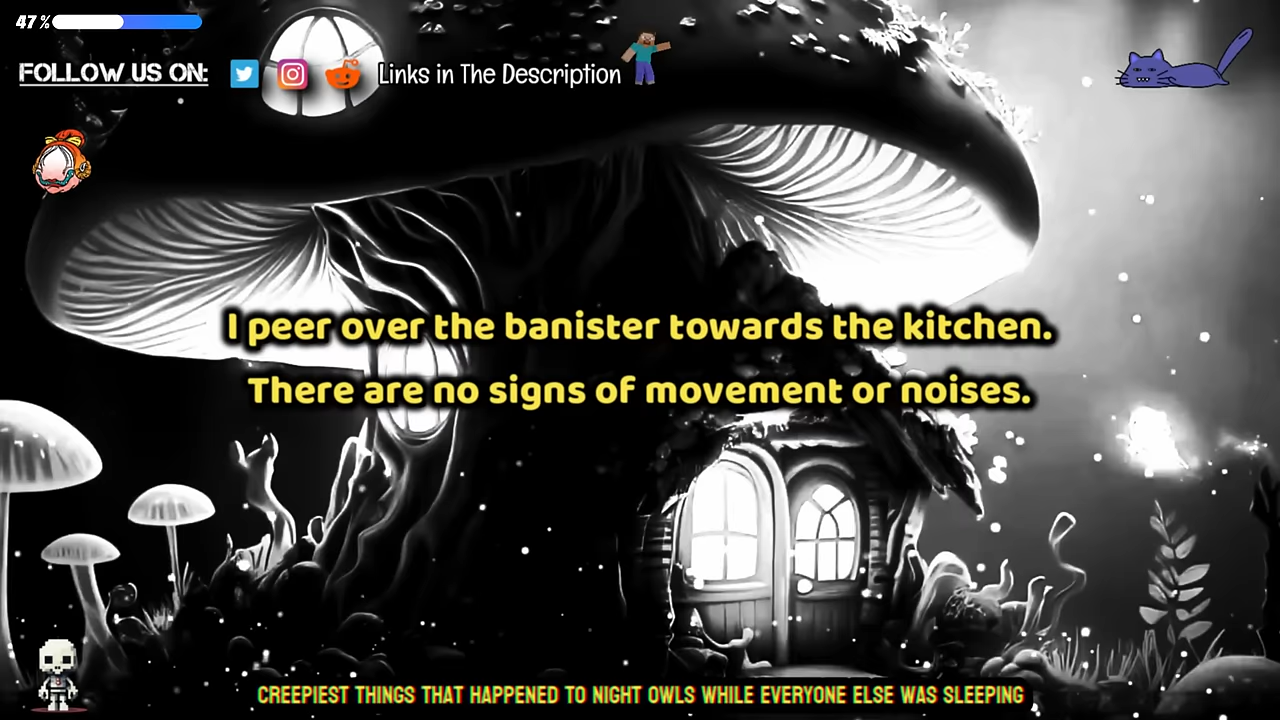 47%
FOLLOW US ON: Links in The Description
I peer over the banister towards the kitchen.
There are no signs of movement or noises.
CREEPIEST THINGS THAT HAPPENED TO NIGHT OWLS WHILE EVERYONE ELSE WAS SLEEPING